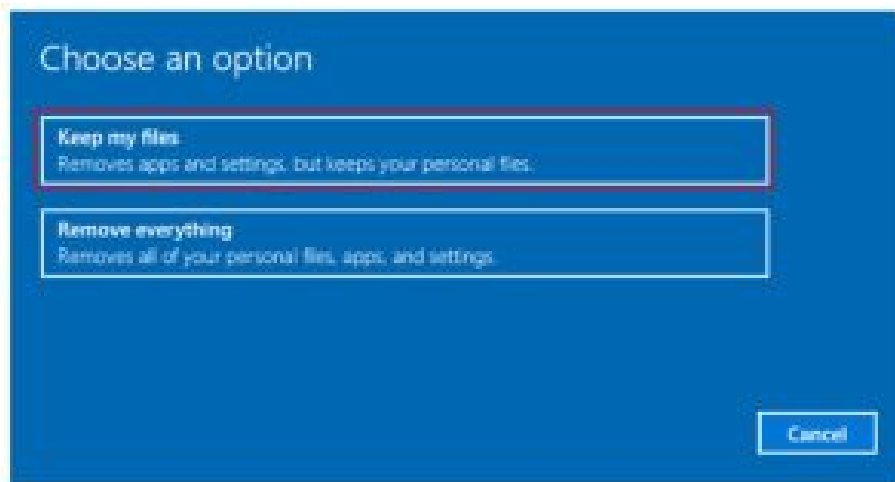 Choose an option
Keep my files
Removes apps and settings, but keeps your personal files.
Remove everything
Removes all of your personal files, apps, and settings.
Cancel